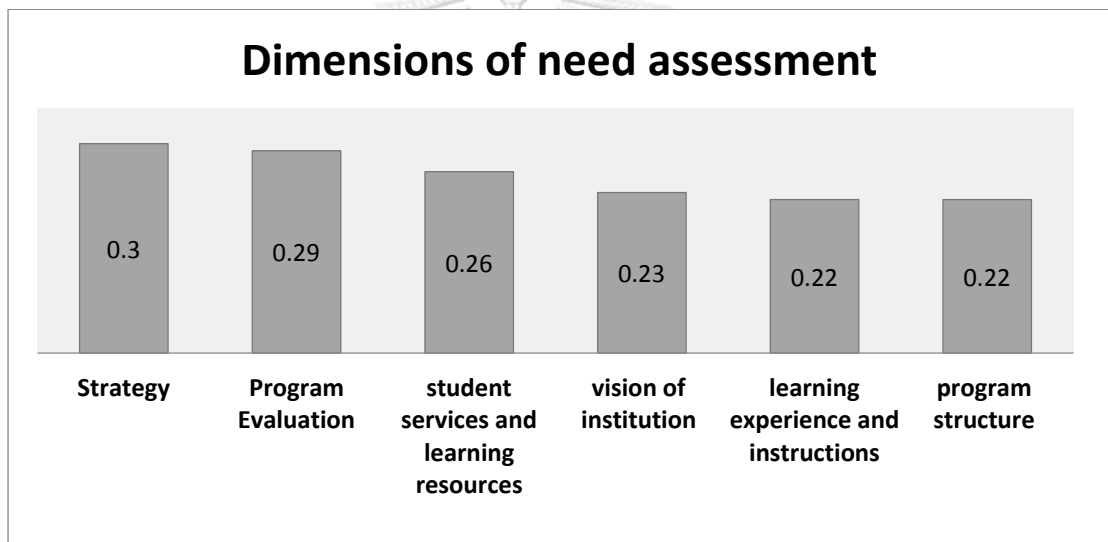 Dimensions of need assessment
0.3
0.29
0.26
0.23
0.22
0.22
Strategy
Program
Evaluation
student
services and
learning
resources
vision of
institution
learning
experience and
instructions
program
structure